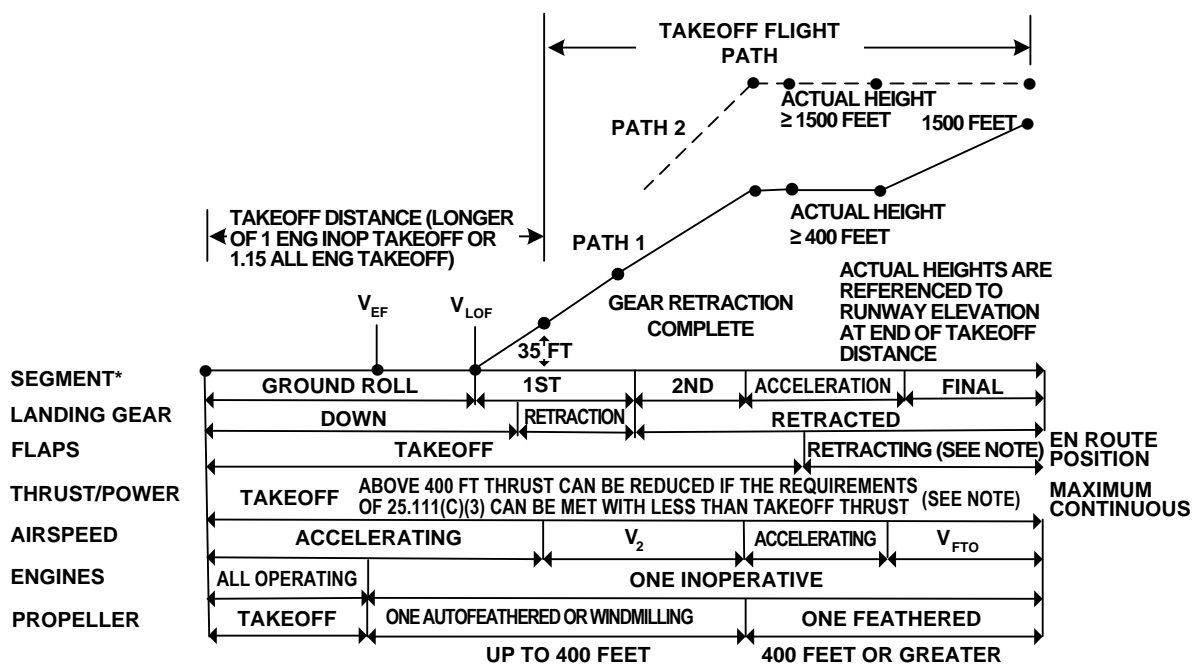 TAKEOFF FLIGHT
PATH
ACTUAL HEIGHT
≥ 1500 FEET
1500 FEET
PATH 2
TAKEOFF DISTANCE (LONGER
OF 1 ENG INOP TAKEOFF OR
1.15 ALL ENG TAKEOFF)
PATH 1
ACTUAL HEIGHT
≥ 400 FEET
ACTUAL HEIGHTS ARE
REFERENCED TO
RUNWAY ELEVATION
AT END OF TAKEOFF
DISTANCE
GEAR RETRACTION
COMPLETE
VEF
VLOF
35 FT
SEGMENT* GROUND ROLL 1ST 2ND ACCELERATION FINAL
LANDING GEAR DOWN RETRACTION RETRACTED
FLAPS TAKEOFF RETRACTING (SEE NOTE) EN ROUTE
POSITION
THRUST/POWER TAKEOFF ABOVE 400 FT THRUST CAN BE REDUCED IF THE REQUIREMENTS
OF 25.111(C)(3) CAN BE MET WITH LESS THAN TAKEOFF THRUST (SEE NOTE) MAXIMUM
CONTINUOUS
AIRSPEED ACCELERATING V2 ACCELERATING VFTO
ENGINES ALL OPERATING ONE INOPERATIVE
PROPELLER TAKEOFF ONE AUTOFEATHERED OR WINDMILLING ONE FEATHERED
UP TO 400 FEET 400 FEET OR GREATER